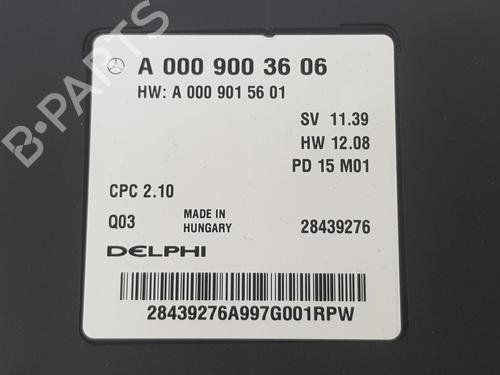 A 000 900 36 06
HW: A 000 901 56 01
SV 11.39
HW 12.08
PD 15 M01
CPC 2.10
Q03
MADE IN
HUNGARY
28439276
DELPHI
28439276A997G001RPW
B-PARTS